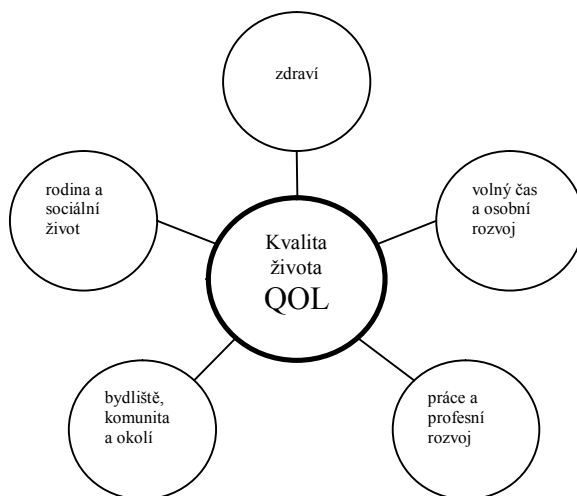 zdraví
rodina a
sociální
život
volný čas
a osobní
rozvoj
Kvalita
života
QOL
bydliště,
komunita
a okolí
práce a
profesní
rozvoj